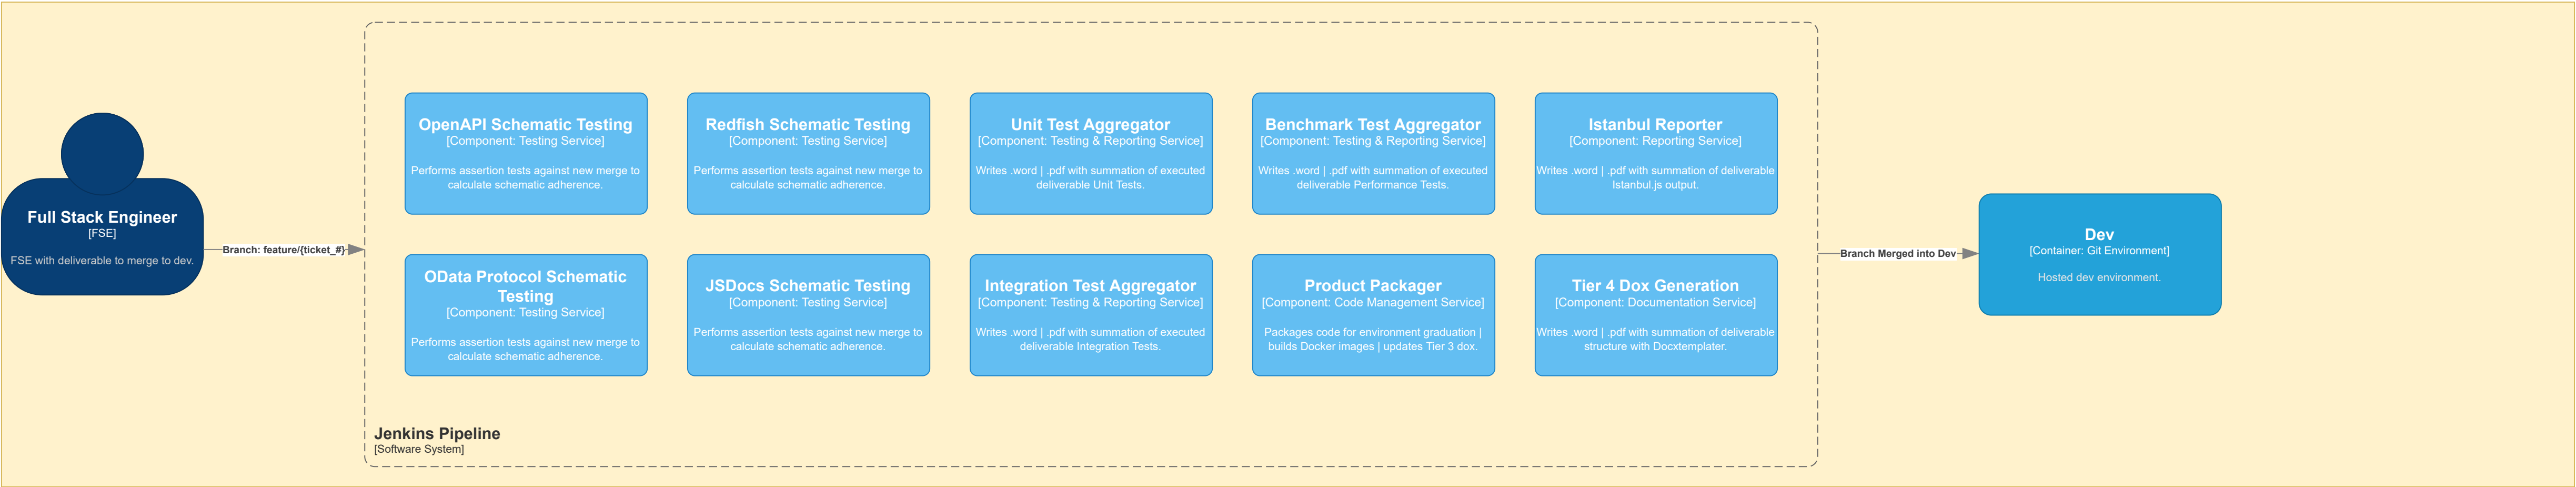 Full Stack Engineer
[FSE]
FSE with deliverable to merge to dev.
Branch: feature/{ticket_#}
OpenAPI Schematic Testing
[Component: Testing Service]
Performs assertion tests against new merge to
calculate schematic adherence.
Redfish Schematic Testing
[Component: Testing Service]
Performs assertion tests against new merge to
calculate schematic adherence.
Unit Test Aggregator
[Component: Testing & Reporting Service]
Writes .word | .pdf with summation of executed
deliverable Unit Tests.
Benchmark Test Aggregator
[Component: Testing & Reporting Service]
Writes .word | .pdf with summation of executed
deliverable Performance Tests.
Istanbul Reporter
[Component: Reporting Service]
Writes .word | .pdf with summation of deliverable
Istanbul.js output.
OData Protocol Schematic
Testing
[Component: Testing Service]
Performs assertion tests against new merge to
calculate schematic adherence.
JSDocs Schematic Testing
[Component: Testing Service]
Performs assertion tests against new merge to
calculate schematic adherence.
Integration Test Aggregator
[Component: Testing & Reporting Service]
Writes .word | .pdf with summation of executed
deliverable Integration Tests.
Product Packager
[Component: Code Management Service]
Packages code for environment graduation |
builds Docker images | updates Tier 3 dox.
Tier 4 Dox Generation
[Component: Documentation Service]
Writes .word | .pdf with summation of deliverable
structure with Docxtemplater.
Jenkins Pipeline
[Software System]
Branch Merged into Dev
Dev
[Container: Git Environment]
Hosted dev environment.